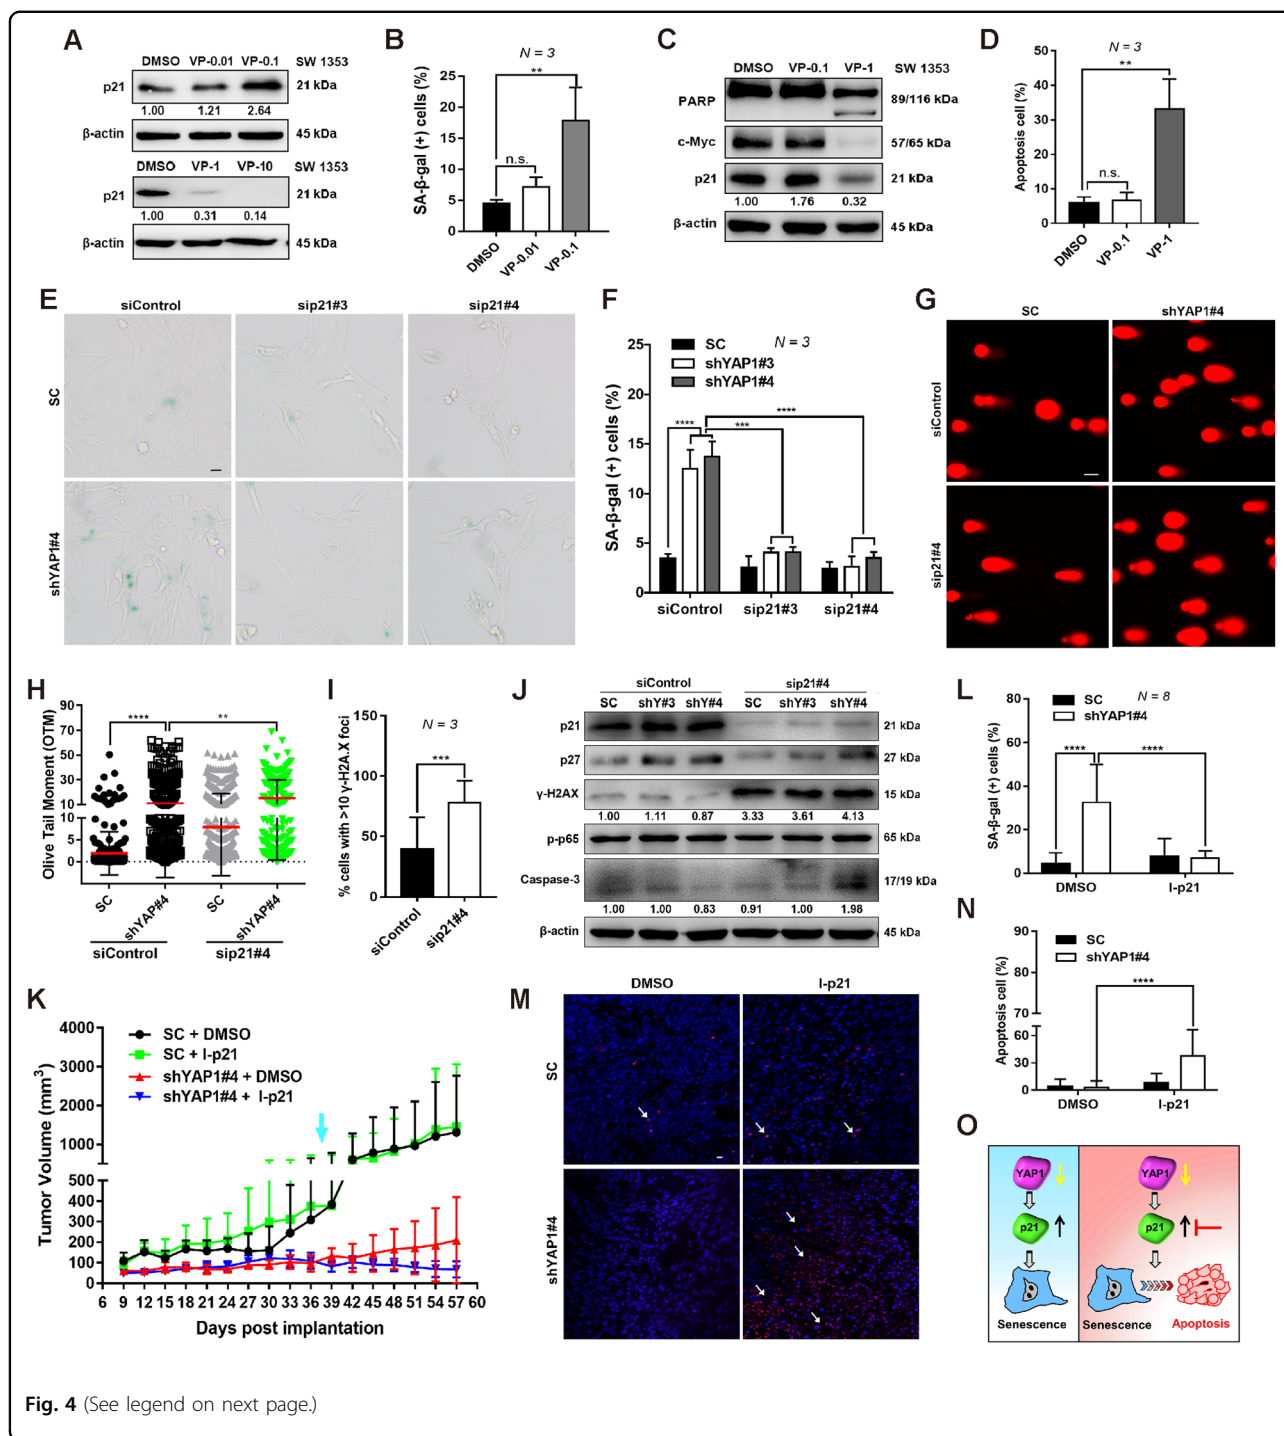 A
DMSO VP-0.01 VP-0.1 SW 1353
p21 21 kDa
1.00 1.21 2.64
β-actin 45 kDa
DMSO VP-1 VP-10 SW 1353
p21 21 kDa
1.00 0.31 0.14
β-actin 45 kDa
B
N = 3
SA-β-gal (+) cells (%)
25
20
15
10
5
0
**
n.s.
DMSO
VP-0.01
VP-0.1
C
DMSO VP-0.1 VP-1 SW 1353
PARP 89/116 kDa
c-Myc 57/65 kDa
p21 21 kDa
1.00 1.76 0.32
β-actin 45 kDa
D
N = 3
Apoptosis cell (%)
50
40
30
20
10
0
**
n.s.
DMSO
VP-0.1
VP-1
E
siControl sip21#3 sip21#4
SC
shYAP1#4
F
SC
shYAP1#3
shYAP1#4
N = 3
SA-β-gal (+) cells (%)
25
20
15
10
5
0
****
***
****
siControl sip21#3 sip21#4
G
SC shYAP1#4
siControl
sip21#4
H
Olive Tail Moment (OTM)
90
70
50
30
10
10
5
0
****
**
SC
shYAP#4
SC
shYAP#4
siControl sip21#4
I
N = 3
% cells with >10 γ-H2A.X foci
150
100
50
0
***
siControl
sip21#4
J
siControl sip21#4
SC shY#3 shY#4 SC shY#3 shY#4
p21 21 kDa
p27 27 kDa
γ-H2AX 15 kDa
1.00 1.11 0.87 3.33 3.61 4.13
p-p65 65 kDa
Caspase-3 17/19 kDa
1.00 1.00 0.83 0.91 1.00 1.98
β-actin 45 kDa
L
SC
shYAP1#4
N = 8
SA-β-gal (+) cells (%)
80
60
40
20
0
****
****
DMSO I-p21
N
SC
shYAP1#4
Apoptosis cell (%)
90
80
70
60
30
0
****
DMSO I-p21
K
SC + DMSO
SC + I-p21
shYAP1#4 + DMSO
shYAP1#4 + I-p21
Tumor Volume (mm3)
4000
3000
2000
1000
500
400
300
200
100
0
6 9 12 15 18 21 24 27 30 33 36 39 42 45 48 51 54 57 60
Days post implantation
M
DMSO I-p21
SC
shYAP1#4
O
YAP1
p21
Senescence
YAP1
p21
Senescence Apoptosis
Fig. 4 (See legend on next page.)